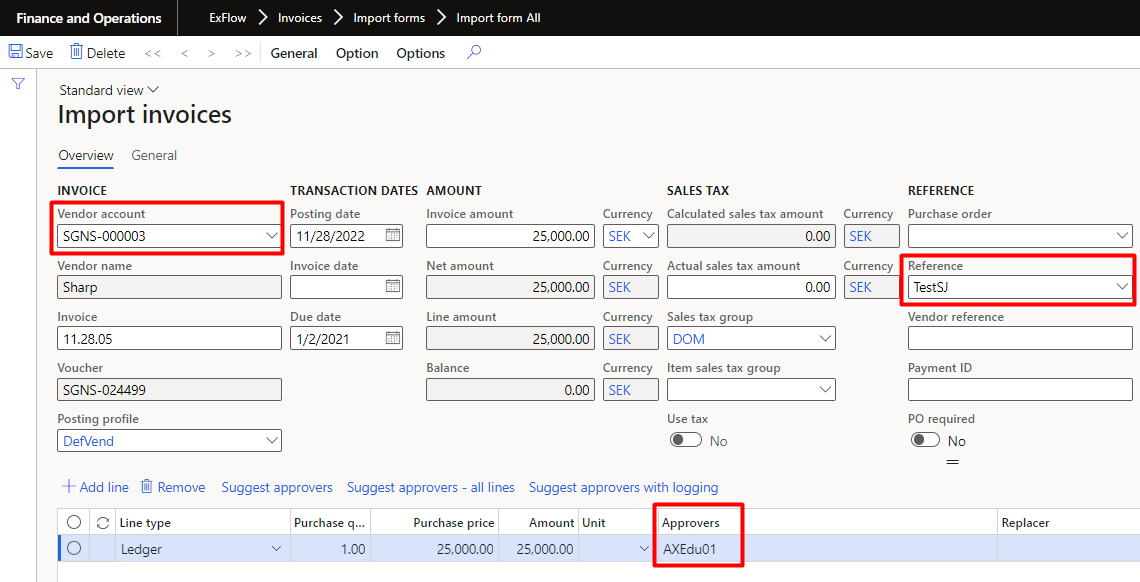 Finance and Operations ExFlow Invoices Import forms Import form All
Save Delete << < > >> General Option Options
Standard view
Import invoices
Overview General
INVOICE TRANSACTION DATES AMOUNT SALES TAX REFERENCE
Vendor account Posting date Invoice amount Currency Calculated sales tax amount Currency Purchase order
SGNS-000003 11/28/2022 25,000.00 SEK 0.00 SEK
Vendor name Invoice date Net amount Currency Actual sales tax amount Currency Reference
Sharp 25,000.00 SEK 0.00 SEK TestSJ
Invoice Due date Line amount Currency Sales tax group Vendor reference
11.28.05 1/2/2021 25,000.00 SEK DOM
Voucher Balance Currency Item sales tax group Payment ID
SGNS-024499 0.00 SEK
Posting profile Use tax PO required
DefVend No No
Add line Remove Suggest approvers Suggest approvers - all lines Suggest approvers with logging
Line type Purchase q... Purchase price Amount Unit Approvers Replacer
Ledger 1.00 25,000.00 25,000.00 AXEdu01